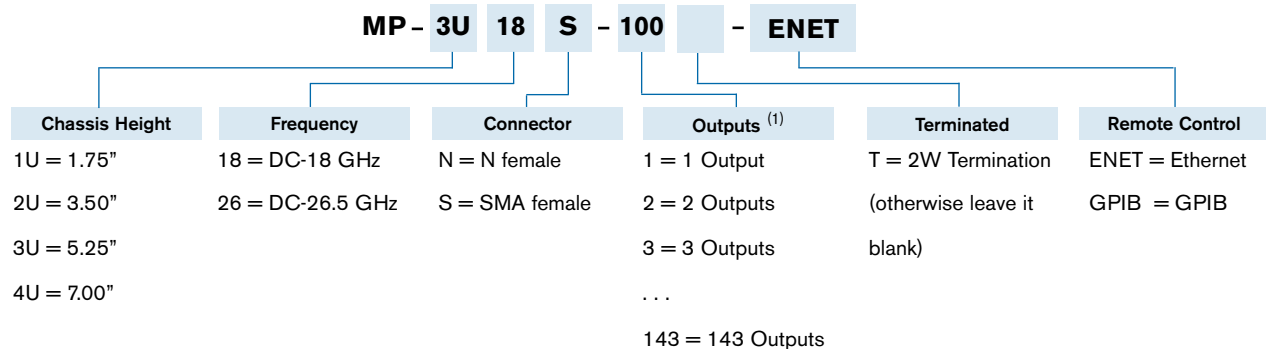 MP – 3U 18 S – 100 – ENET
Chassis Height Frequency Connector Outputs (1) Terminated Remote Control
1U = 1.75” 18 = DC-18 GHz N = N female 1 = 1 Output T = 2W Termination ENET = Ethernet
2U = 3.50” 26 = DC-26.5 GHz S = SMA female 2 = 2 Outputs (otherwise leave it GPIB = GPIB
3U = 5.25” 3 = 3 Outputs blank)
4U = 7.00” . . .
143 = 143 Outputs